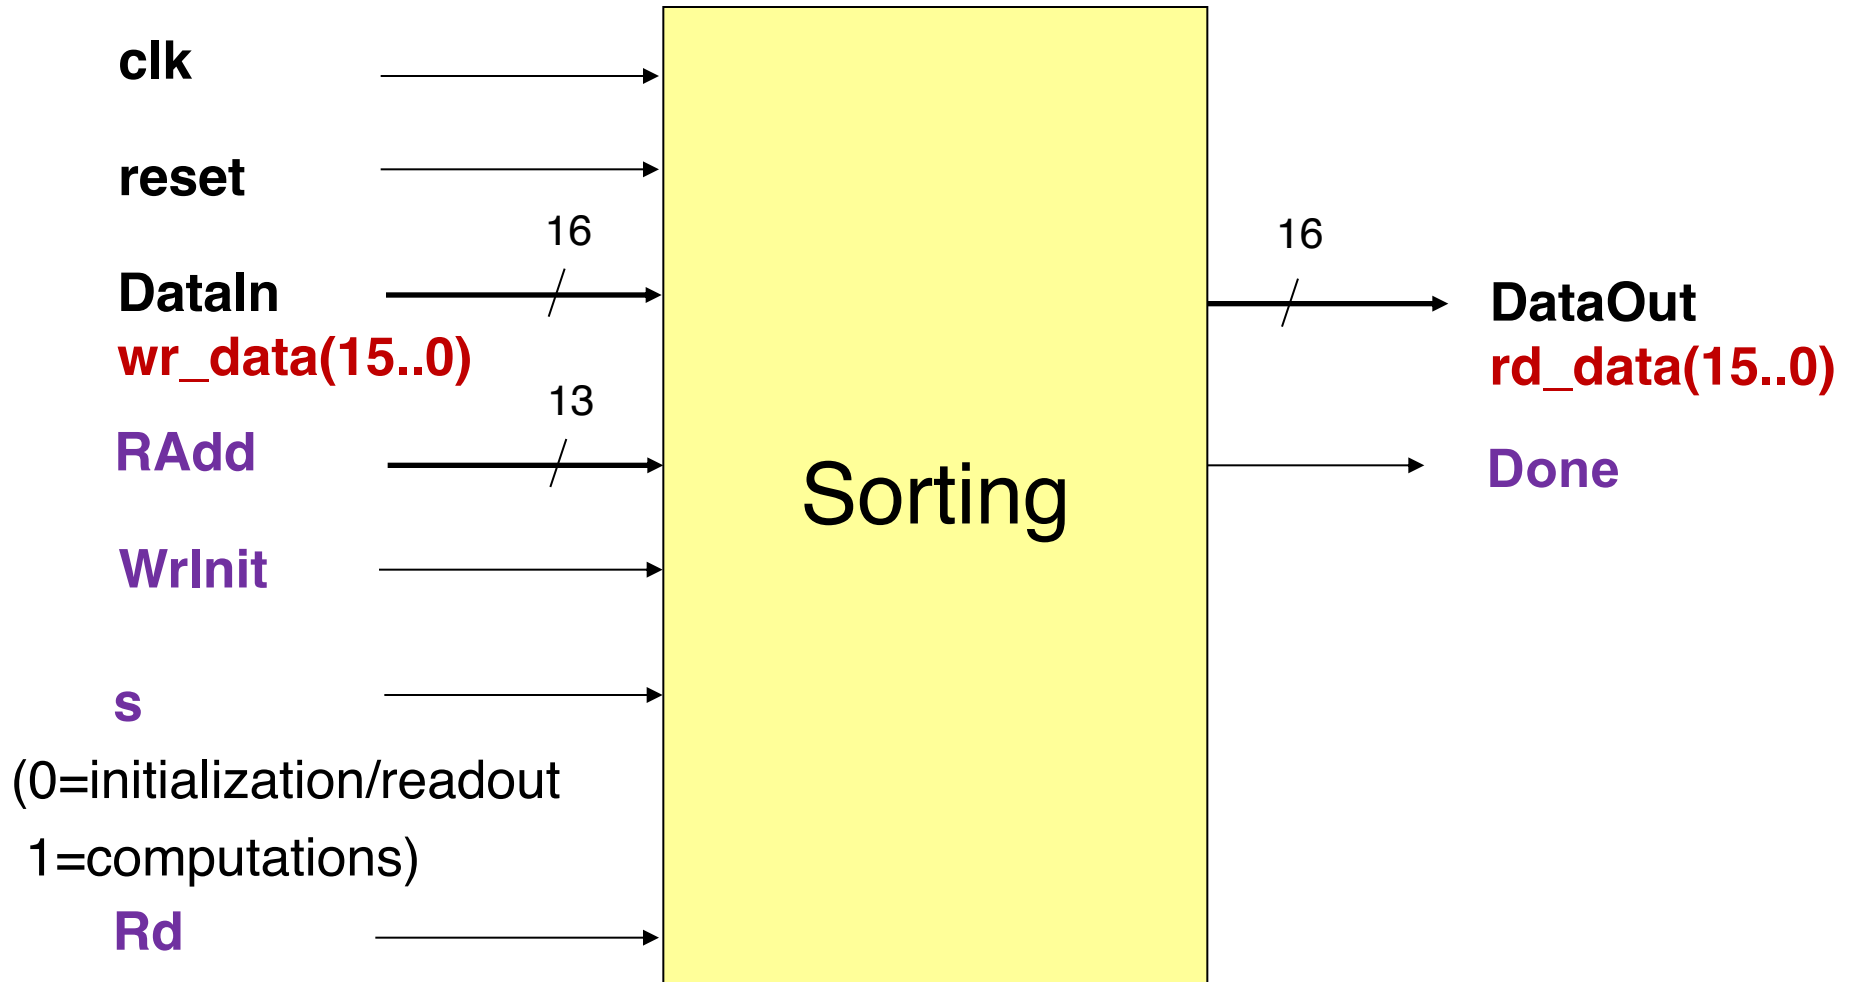 clk
reset
16
DataIn
wr_data(15..0)
13
RAdd
WrInit
s
(0=initialization/readout
1=computations)
Rd
Sorting
16
DataOut
rd_data(15..0)
Done